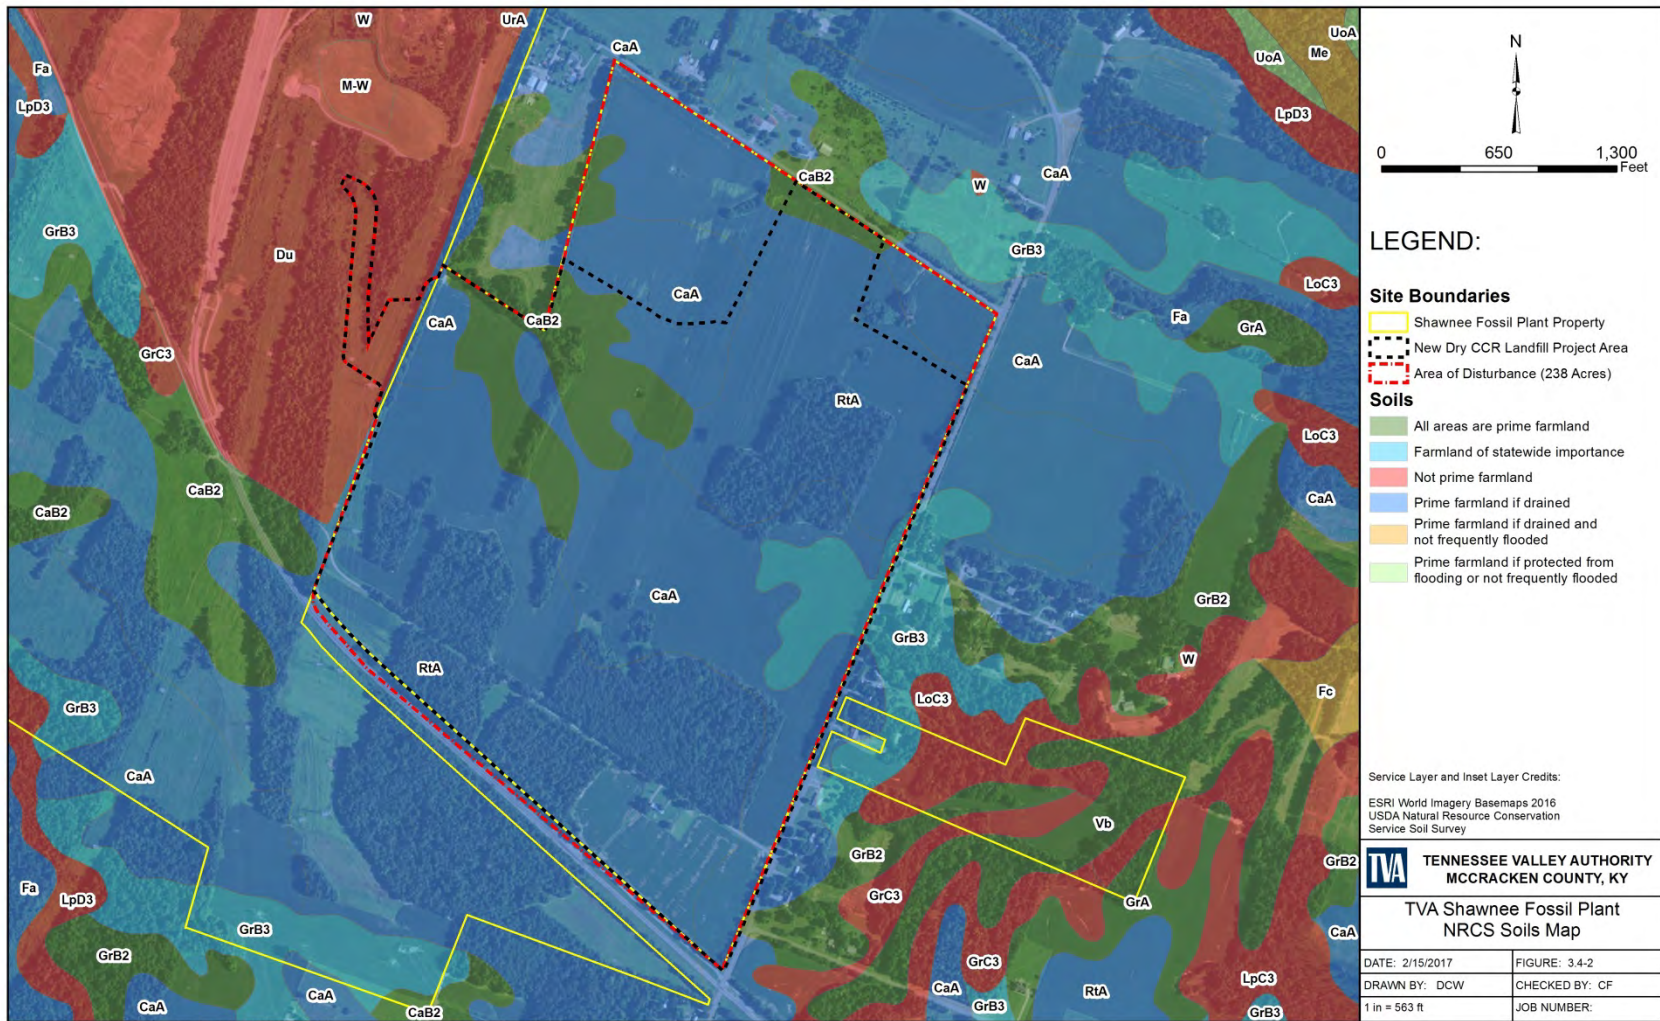 W
UrA
CaA
UoA
Me
UoA
Fa
M-W
LpD3
LpD3
CaB2
CaA
W
GrB3
Du
GrB3
LoC3
CaA
Fa
GrA
CaB2
CaA
GrC3
CaA
RtA
LoC3
CaB2
CaB2
CaA
CaA
GrB2
GrB3
W
RtA
LoC3
Fc
GrB3
CaA
Vb
GrB2
GrB2
Fa
LpD3
GrC3
GrA
GrB3
CaA
GrB2
GrC3
LpC3
CaA
CaA
CaA
RtA
CaB2
GrB3
GrB3
N
0 650 1,300
Feet
LEGEND:
Site Boundaries
Shawnee Fossil Plant Property
New Dry CCR Landfill Project Area
Area of Disturbance (238 Acres)
Soils
All areas are prime farmland
Farmland of statewide importance
Not prime farmland
Prime farmland if drained
Prime farmland if drained and
not frequently flooded
Prime farmland if protected from
flooding or not frequently flooded
Service Layer and Inset Layer Credits:
ESRI World Imagery Basemaps 2016
USDA Natural Resource Conservation
Service Soil Survey
TVA
TENNESSEE VALLEY AUTHORITY
MCCRACKEN COUNTY, KY
TVA Shawnee Fossil Plant
NRCS Soils Map
DATE: 2/15/2017
FIGURE: 3.4-2
DRAWN BY: DCW
CHECKED BY: CF
1 in = 563 ft
JOB NUMBER: